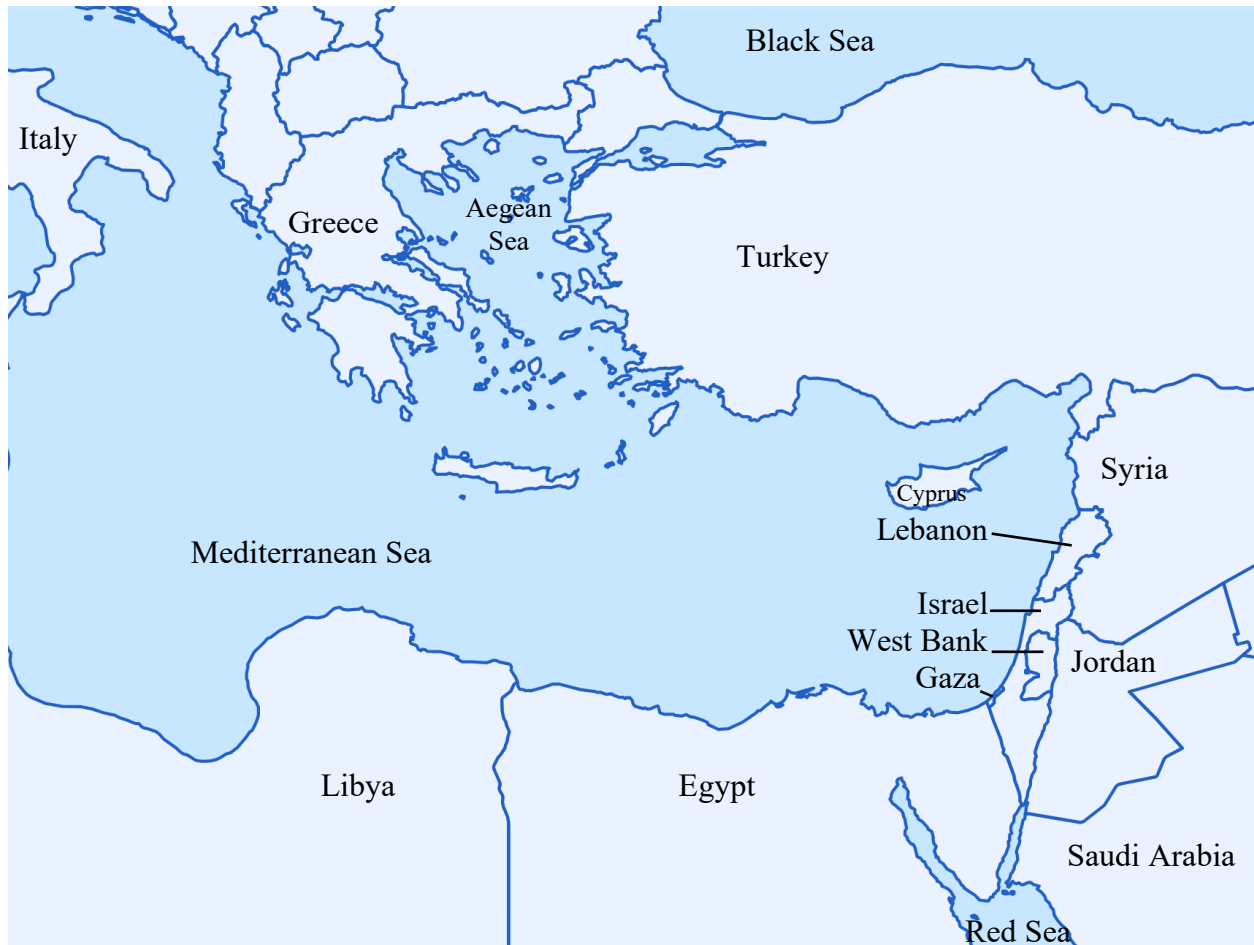 Black Sea
Italy
Aegean
Sea
Greece
Turkey
Syria
Cyprus
Lebanon
Mediterranean Sea
Israel
West Bank
Jordan
Gaza
Libya
Egypt
Saudi Arabia
Red Sea